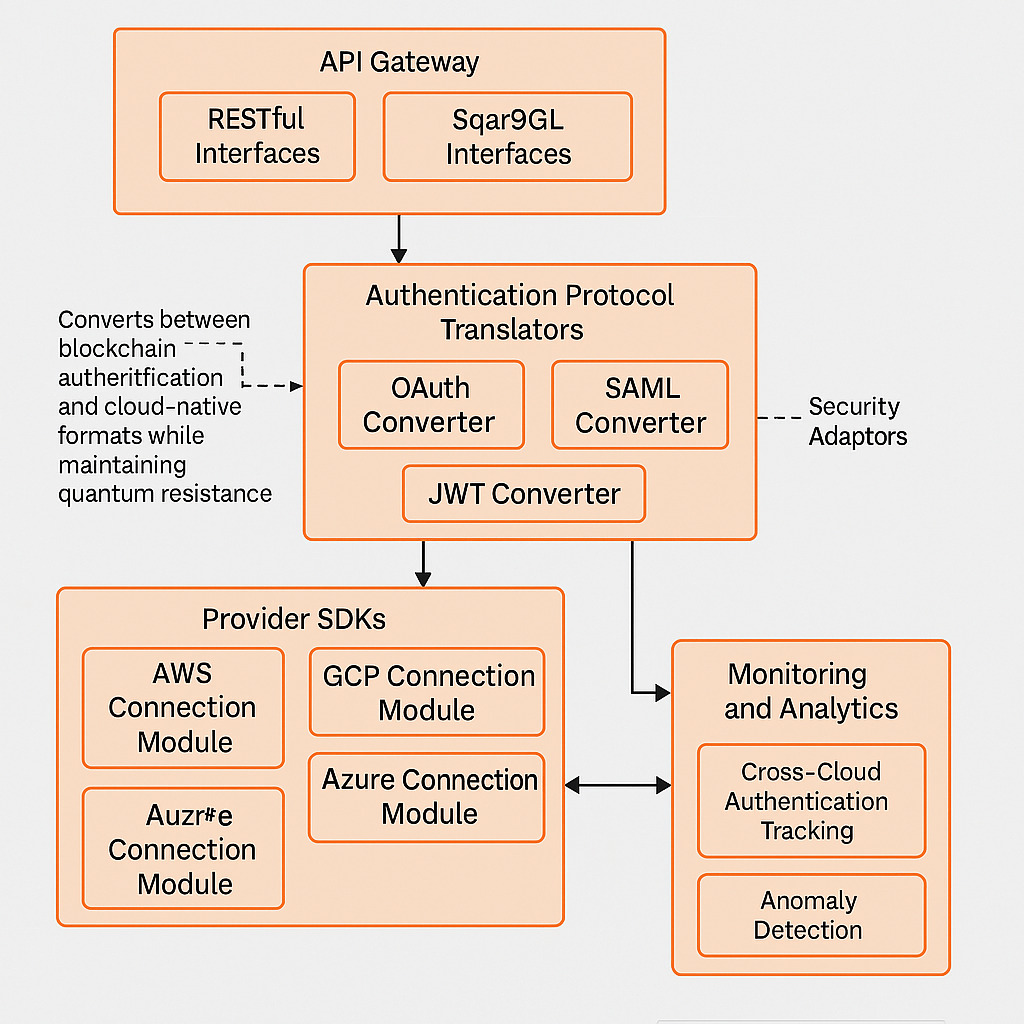 API Gateway
RESTful
Interfaces
Sqar9GL
Interfaces
Authentication Protocol
Translators
OAuth
Converter
SAML
Converter
JWT Converter
Converts between
blockchain
autheritfication
and cloud-native
formats while
maintaining
quantum resistance
Security
Adaptors
Provider SDKs
AWS
Connection
Module
GCP Connection
Module
Auzr#e
Connection
Module
Azure Connection
Module
Monitoring
and Analytics
Cross-Cloud
Authentication
Tracking
Anomaly
Detection